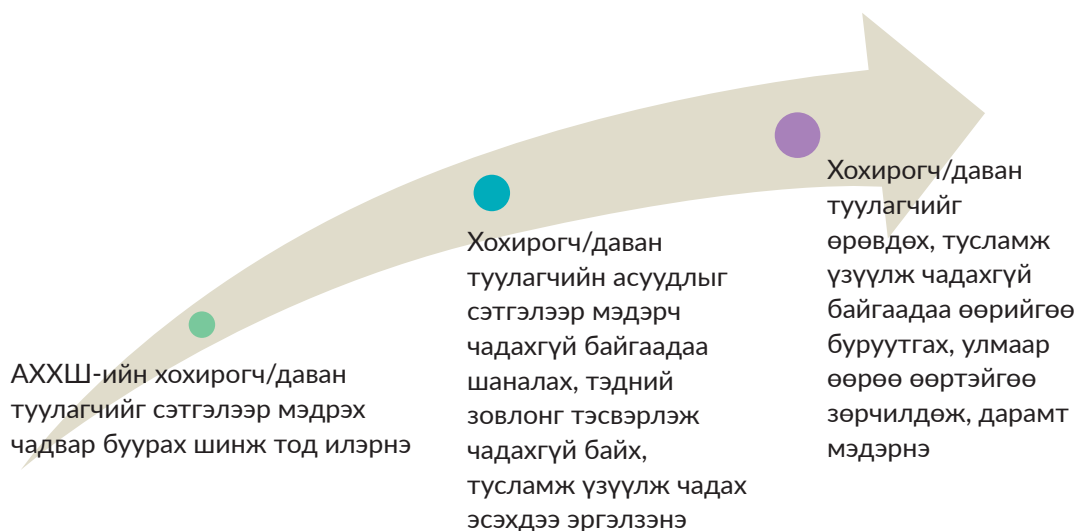 АХХШ-ийн хохирогч/даван
туулагчийг сэтгэлээр мэдрэх
чадвар буурах шинж тод илэрнэ
Хохирогч/даван
туулагчийн асуудлыг
сэтгэлээр мэдэрч
чадахгүй байгаадаа
шаналах, тэдний
зовлонг тэсвэрлэж
чадахгүй байх,
тусламж үзүүлж чадах
эсэхдээ эргэлзэнэ
Хохирогч/даван
туулагчийг
өрөвдөх, тусламж
үзүүлж чадахгүй
байгаадаа өөрийгөө
буруутгах, улмаар
өөрөө өөртэйгөө
зөрчилдөж, дарамт
мэдэрнэ